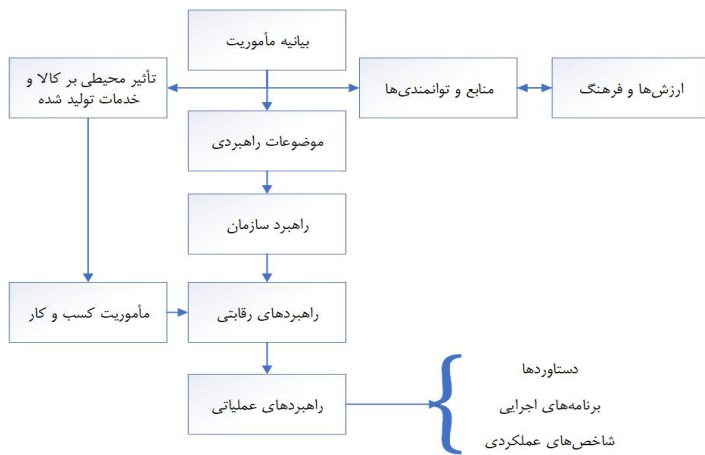 بیانیه مأموریت
تأثیر محیطی بر کالا و
خدمات تولید شده
منابع و توانمندی‌ها
ارزش‌ها و فرهنگ
موضوعات راهبردی
راهبرد سازمان
مأموریت کسب و کار
راهبردهای رقابتی
راهبردهای عملیاتی
دستاوردها
برنامه‌های اجرایی
شاخص‌های عملکردی